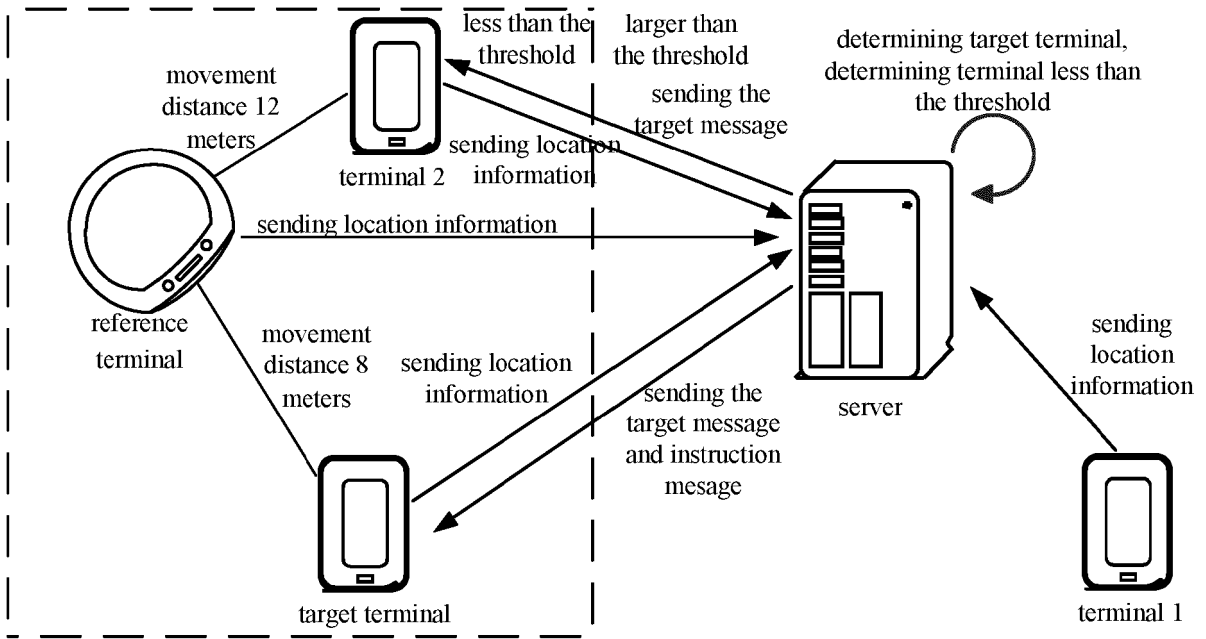 less than the
threshold
larger than
the threshold
determining target terminal,
determining terminal less than
the threshold
movement
distance 12
meters
sending the
target message
sending location
information
terminal 2
sending location information
reference
terminal
movement
distance 8
meters
sending location
information
sending the
target message
and instruction
mesage
server
sending
location
information
target terminal
terminal 1